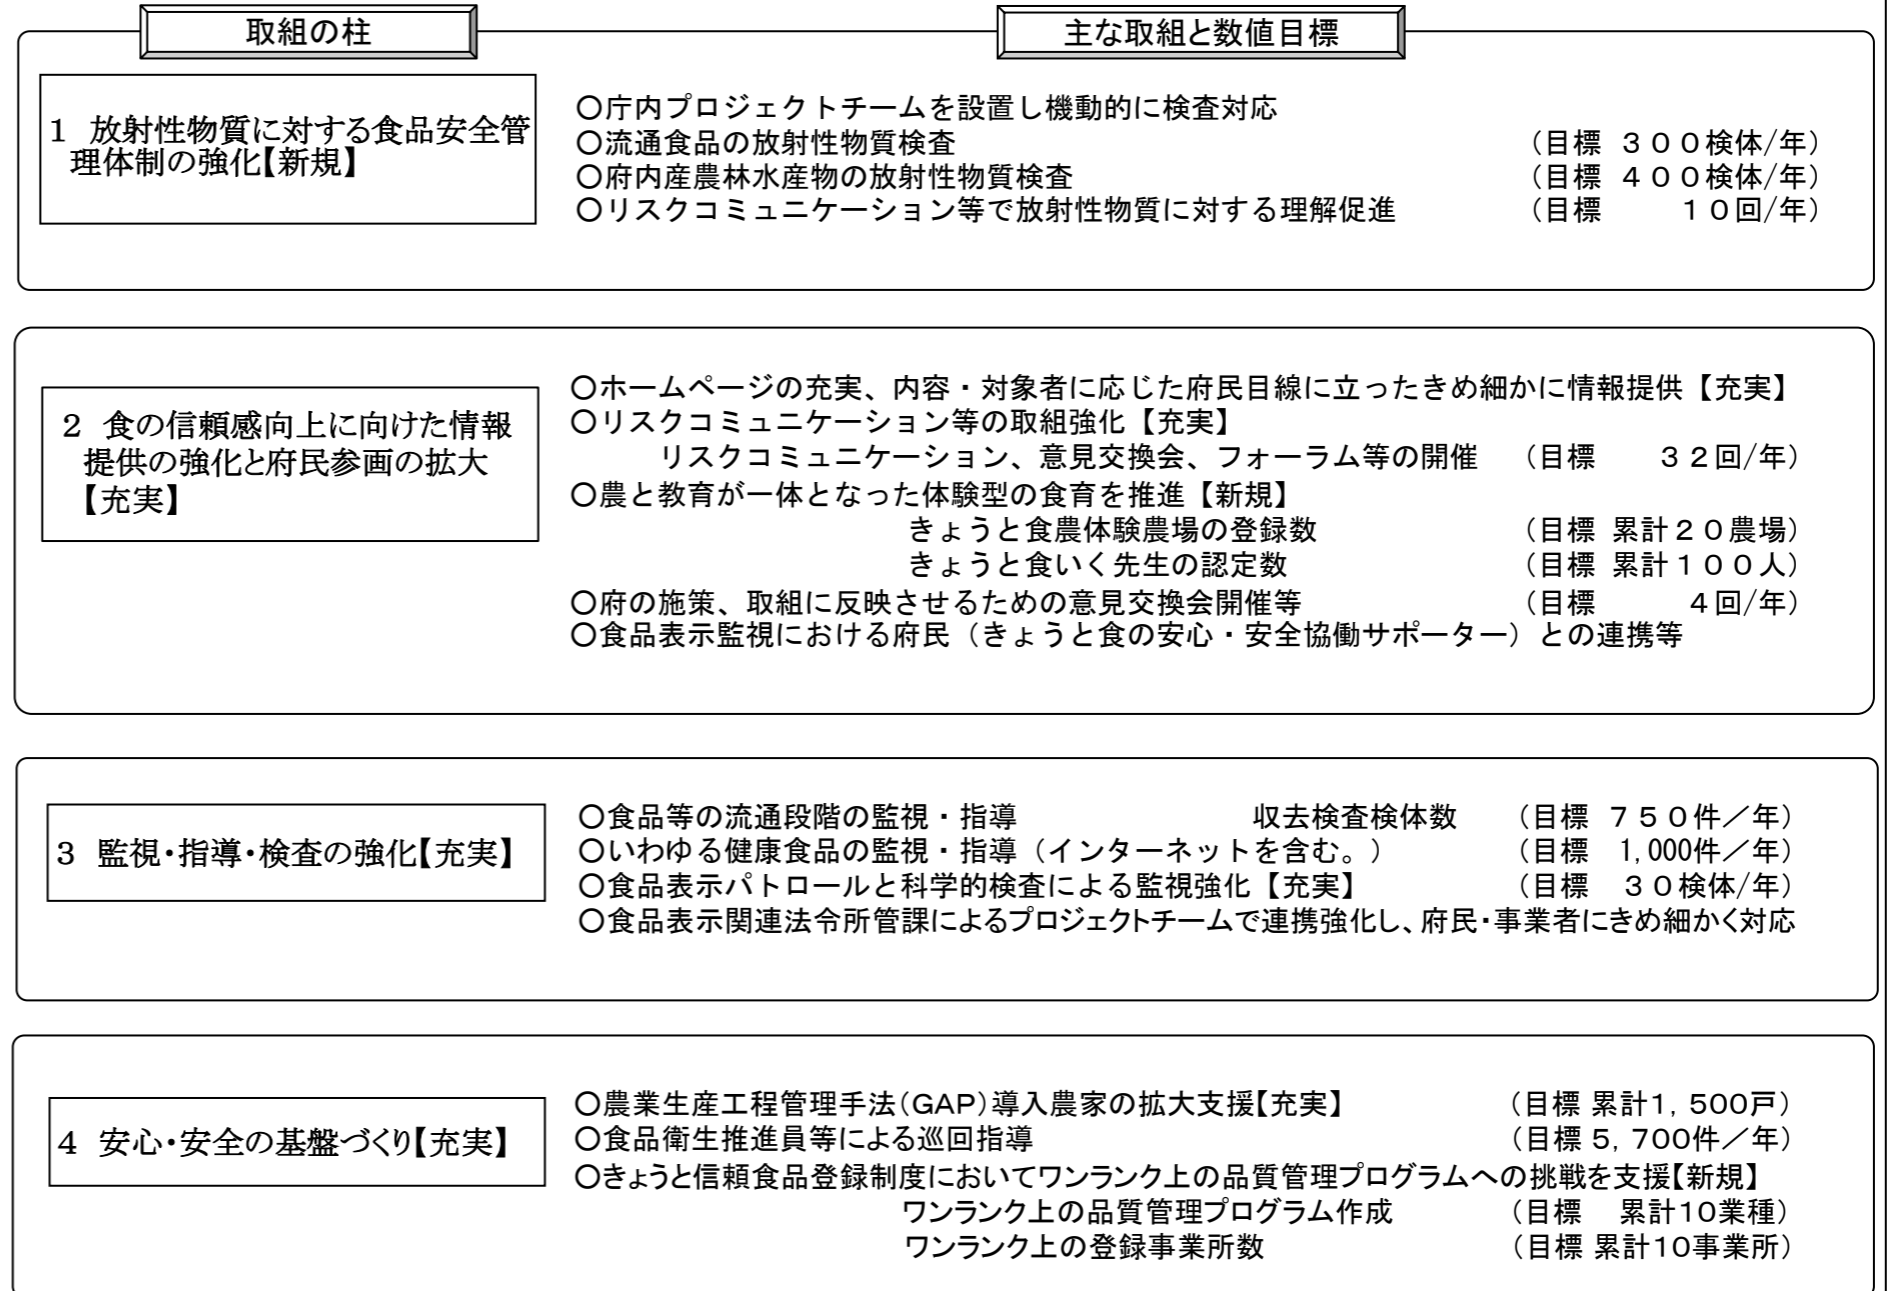 取組の柱
主な取組と数値目標
1 放射性物質に対する食品安全管
理体制の強化【新規】
○庁内プロジェクトチームを設置し機動的に検査対応
○流通食品の放射性物質検査 （目標 ３００検体/年）
○府内産農林水産物の放射性物質検査 （目標 ４００検体/年）
○リスクコミュニケーション等で放射性物質に対する理解促進 （目標 １０回/年）
2 食の信頼感向上に向けた情報
提供の強化と府民参画の拡大
【充実】
○ホームページの充実、内容・対象者に応じた府民目線に立ったきめ細かに情報提供【充実】
○リスクコミュニケーション等の取組強化【充実】
リスクコミュニケーション、意見交換会、フォーラム等の開催 （目標 ３２回/年）
○農と教育が一体となった体験型の食育を推進【新規】
きょうと食農体験農場の登録数 （目標 累計２０農場）
きょうと食いく先生の認定数 （目標 累計１００人）
○府の施策、取組に反映させるための意見交換会開催等 （目標 ４回/年）
○食品表示監視における府民（きょうと食の安心・安全協働サポーター）との連携等
3 監視・指導・検査の強化【充実】
○食品等の流通段階の監視・指導 収去検査検体数 （目標 ７５０件／年）
○いわゆる健康食品の監視・指導（インターネットを含む。） （目標 1,000件／年）
○食品表示パトロールと科学的検査による監視強化【充実】 （目標 ３０検体/年）
○食品表示関連法令所管課によるプロジェクトチームで連携強化し、府民・事業者にきめ細かく対応
4 安心・安全の基盤づくり【充実】
○農業生産工程管理手法（GAP）導入農家の拡大支援【充実】 （目標 累計1，500戸）
○食品衛生推進員等による巡回指導 （目標 5，700件／年）
○きょうと信頼食品登録制度においてワンランク上の品質管理プログラムへの挑戦を支援【新規】
ワンランク上の品質管理プログラム作成 （目標 累計10業種）
ワンランク上の登録事業所数 （目標 累計10事業所）